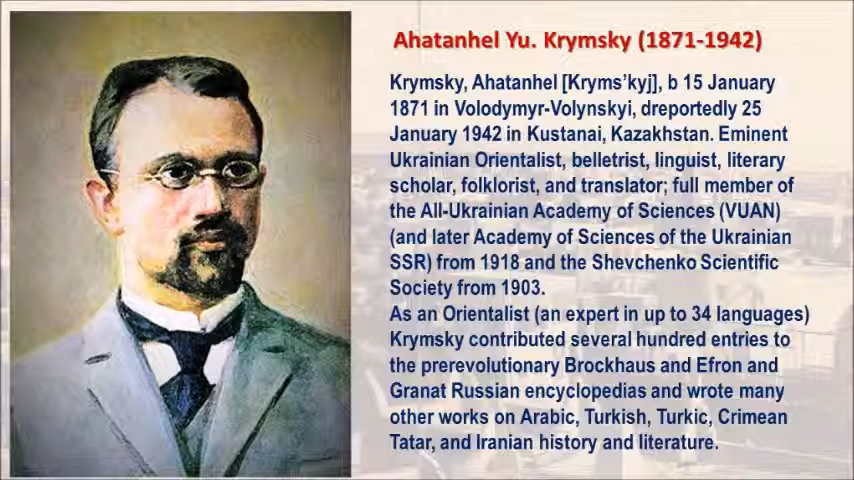 Ahatanhel Yu. Krymsky (1871-1942)
Krymsky, Ahatanhel [Kryms’kyj], b 15 January
1871 in Volodymyr-Volynskyi, dreportedly 25
January 1942 in Kustanai, Kazakhstan. Eminent
Ukrainian Orientalist, belletrist, linguist, literary
scholar, folklorist, and translator; full member of
the All-Ukrainian Academy of Sciences (VUAN)
(and later Academy of Sciences of the Ukrainian
SSR) from 1918 and the Shevchenko Scientific
Society from 1903.
As an Orientalist (an expert in up to 34 languages)
Krymsky contributed several hundred entries to
the prerevolutionary Brockhaus and Efron and
Granat Russian encyclopedias and wrote many
other works on Arabic, Turkish, Turkic, Crimean
Tatar, and Iranian history and literature.